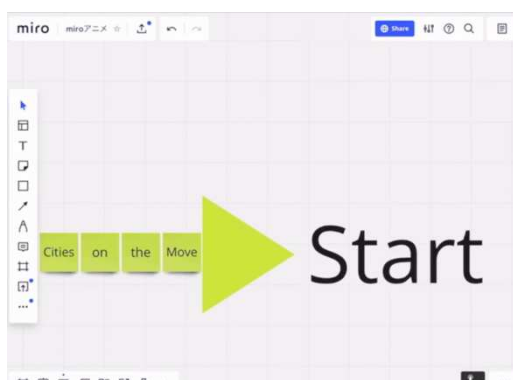 miro miroアニメ
Share
Cities on the Move
Start